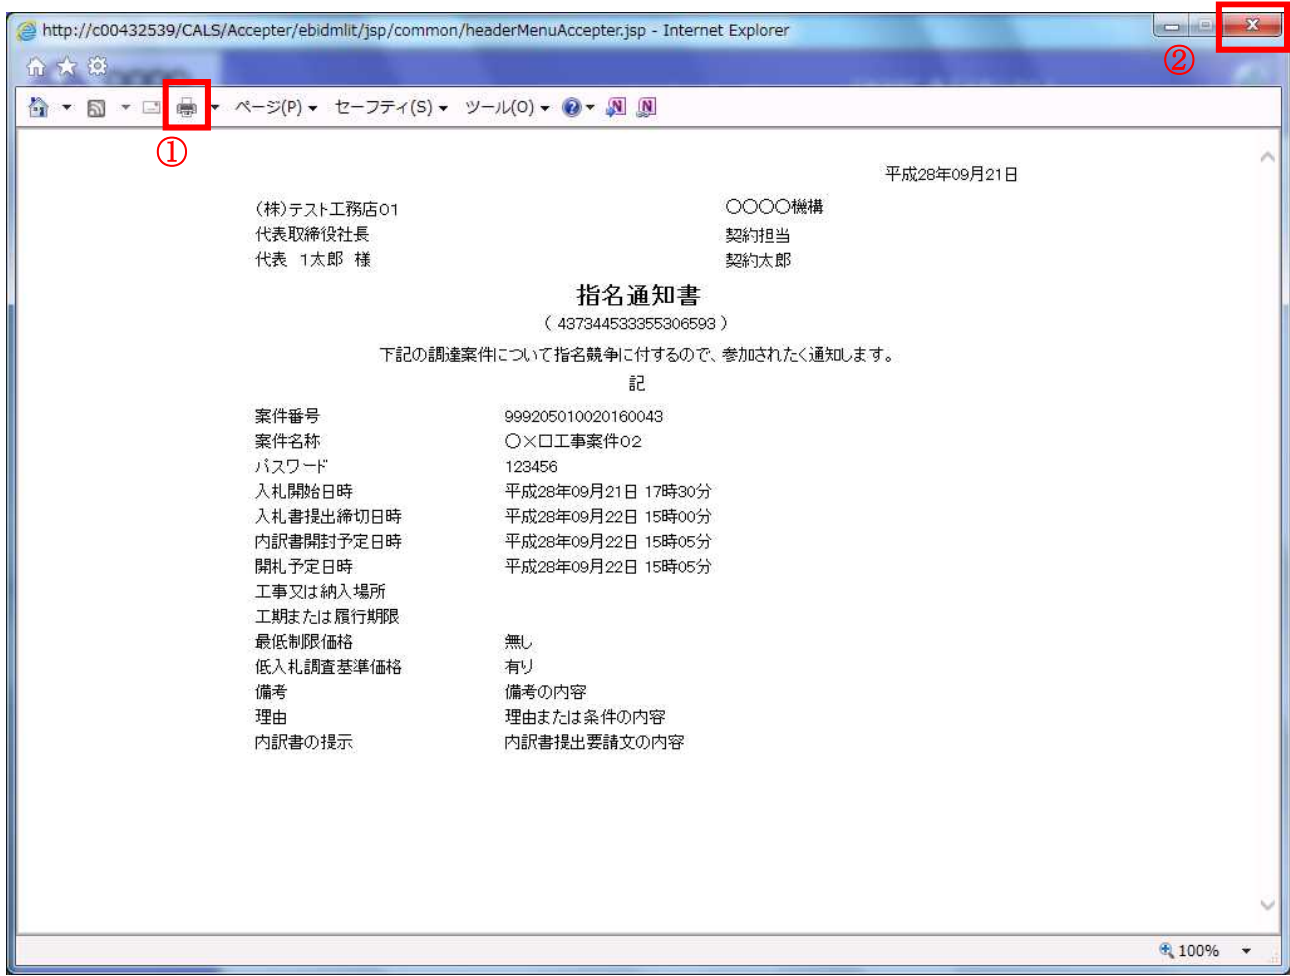 http://c00432539/CALS/Accepter/ebidmlit/jsp/common/headerMenuAccepter.jsp - Internet Explorer
②
ページ(P) セーフティ(S) ツール(O)
①
平成28年09月21日
(株)テスト工務店01 〇〇〇〇機構
代表取締役社長 契約担当
代表 1太郎 様 契約太郎
指名通知書
( 437344533355306593 )
下記の調達案件について指名競争に付するので、参加されたく通知します。
記
案件番号 999205010020160043
案件名称 〇×口工事案件02
パスワード 123456
入札開始日時 平成28年09月21日 17時30分
入札書提出締切日時 平成28年09月22日 15時00分
内訳書開封予定日時 平成28年09月22日 15時05分
開札予定日時 平成28年09月22日 15時05分
工事又は納入場所
工期または履行期限
最低制限価格 無し
低入札調査基準価格 有り
備考 備考の内容
理由 理由または条件の内容
内訳書の提示 内訳書提出要請文の内容
100%